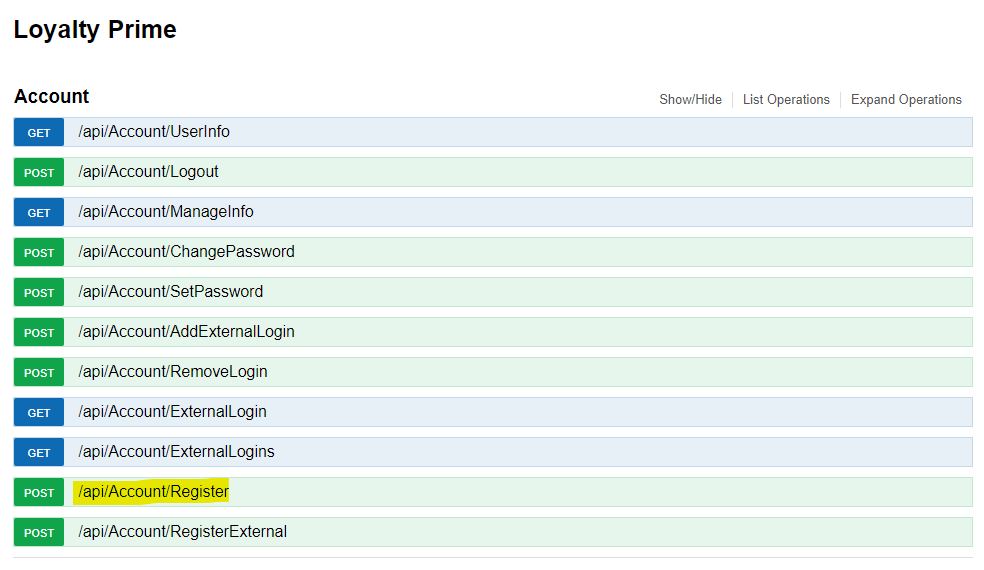 Loyalty Prime
Account
Show/Hide List Operations Expand Operations
GET /api/Account/UserInfo
POST /api/Account/Logout
GET /api/Account/ManageInfo
POST /api/Account/ChangePassword
POST /api/Account/SetPassword
POST /api/Account/AddExternalLogin
POST /api/Account/RemoveLogin
GET /api/Account/ExternalLogin
GET /api/Account/ExternalLogins
POST /api/Account/Register
POST /api/Account/RegisterExternal